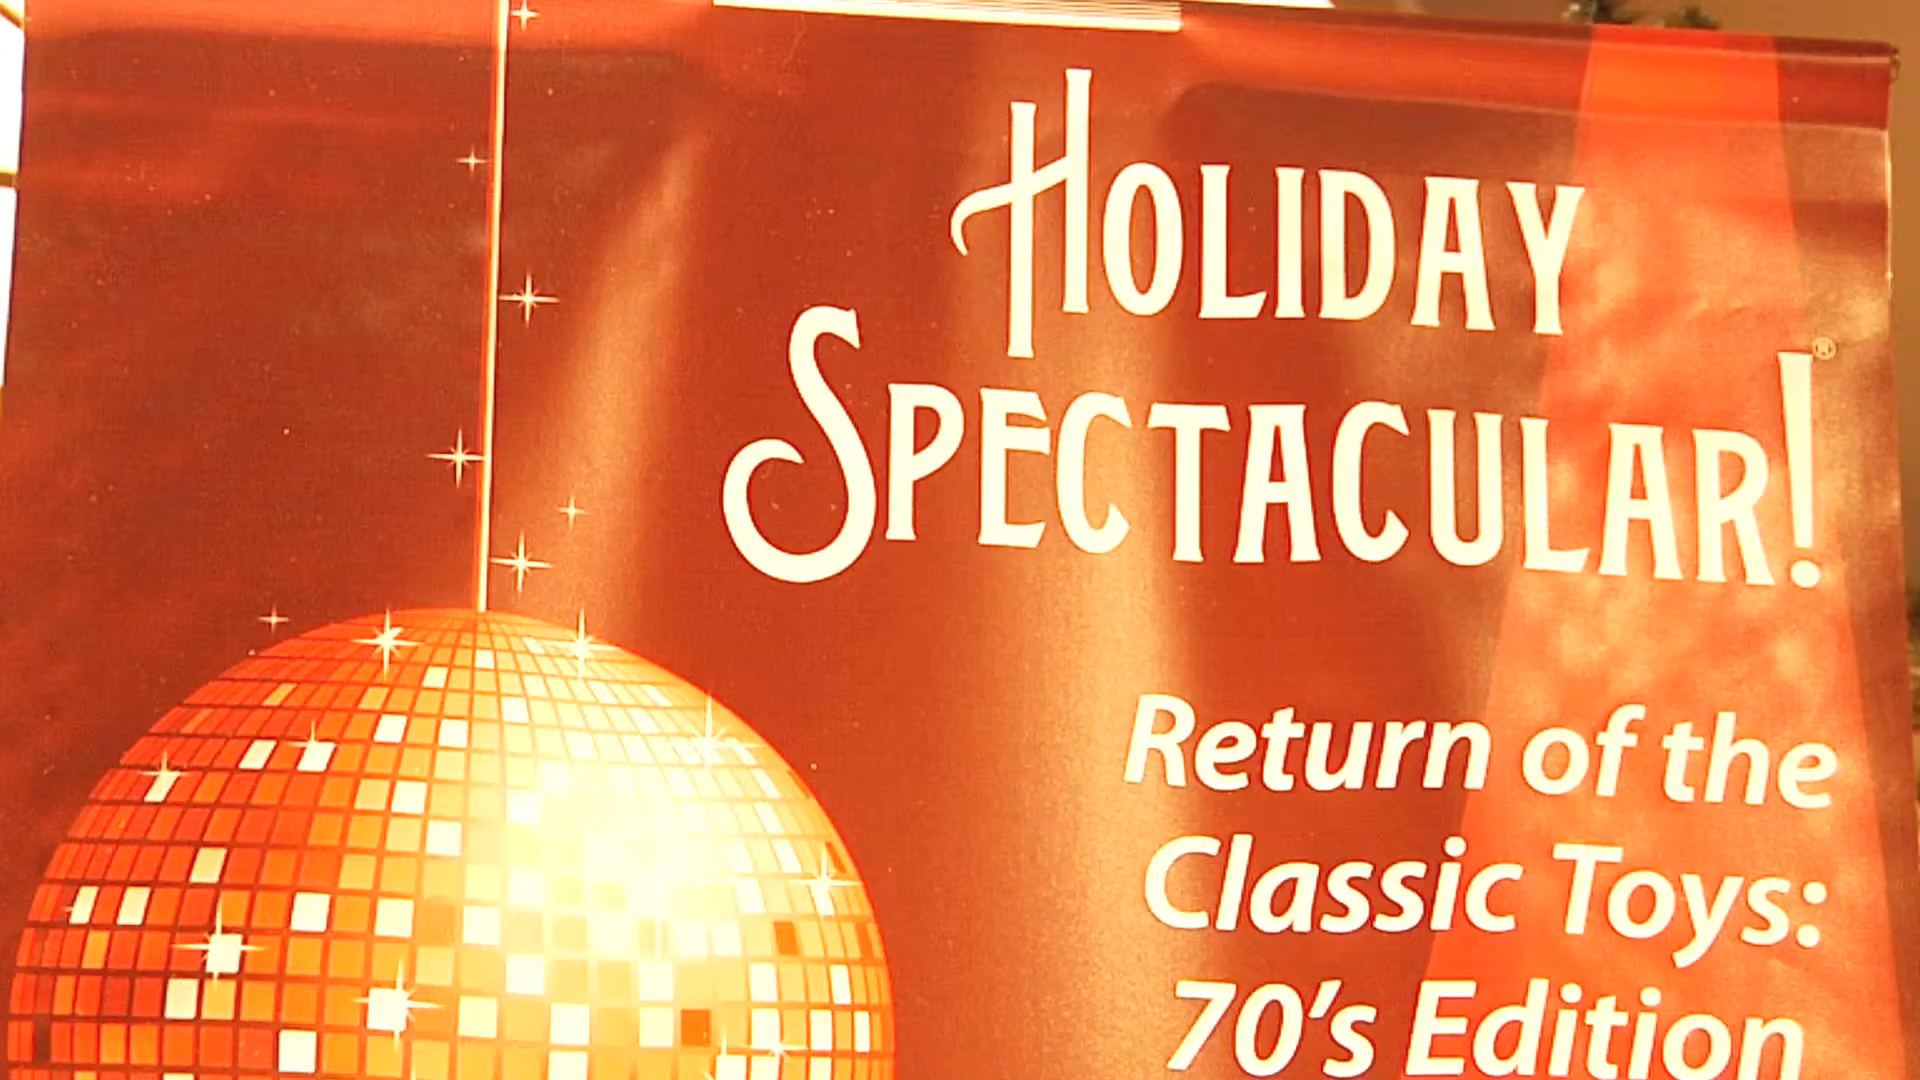 HOLIDAY
SPECTACULAR!®
Return of the
Classic Toys:
70's Edition